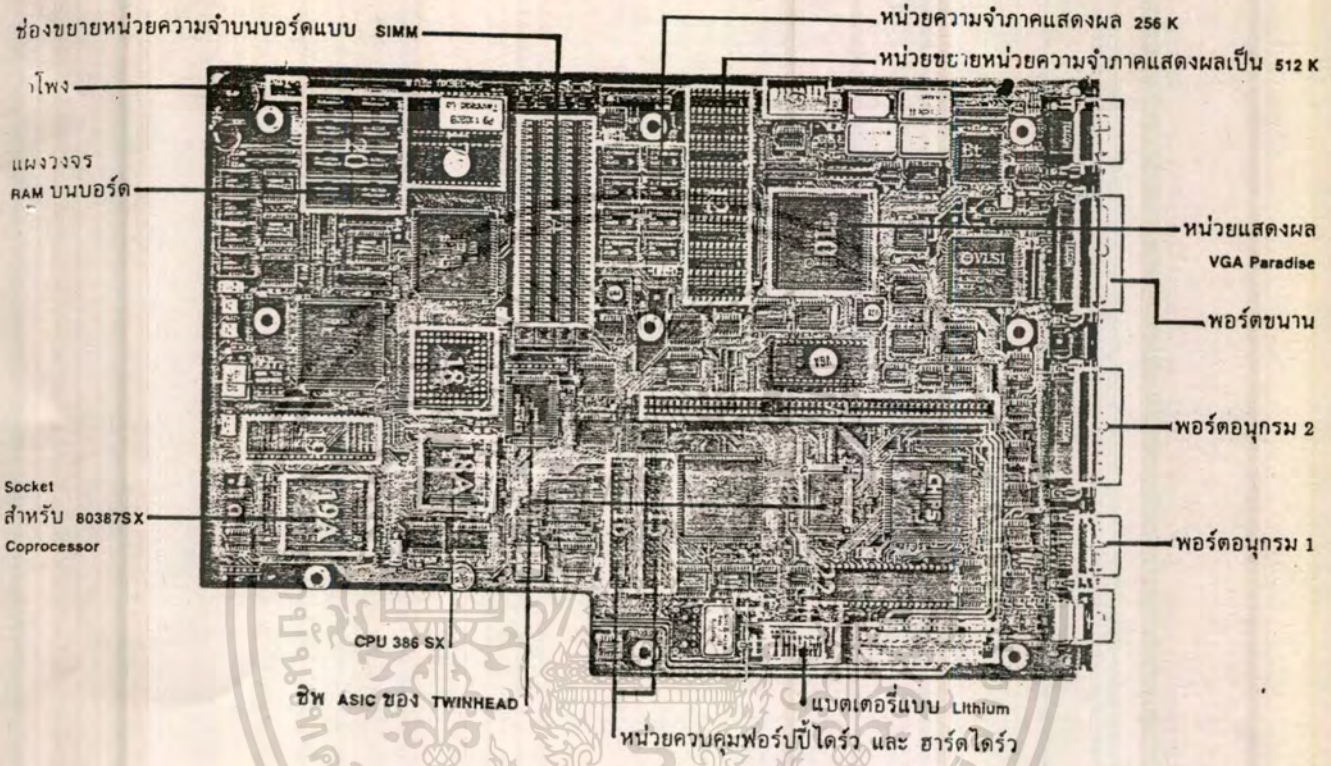 ช่องขยายหน่วยความจำบนบอร์ดแบบ SIMM
หน่วยความจำภาคแสดงผล 256 K
หน่วยขยายหน่วยความจำภาคแสดงผลเป็น 512 K
าโพง
แผงวงจร
RAM บนบอร์ด
หน่วยแสดงผล
VGA Paradise
พอร์ตขนาน
พอร์ตอนุกรม 2
พอร์ตอนุกรม 1
Socket
สำหรับ 80387SX
Coprocessor
CPU 386 SX
ชิพ ASIC ของ TWINHEAD
แบตเตอรี่แบบ Lithium
หน่วยควบคุมฟอร์ปปี้ไดร์ว และ ฮาร์ดไดร์ว
20
Bt
10
VLSI
18
VGA
18A
19A
CHIPS
22